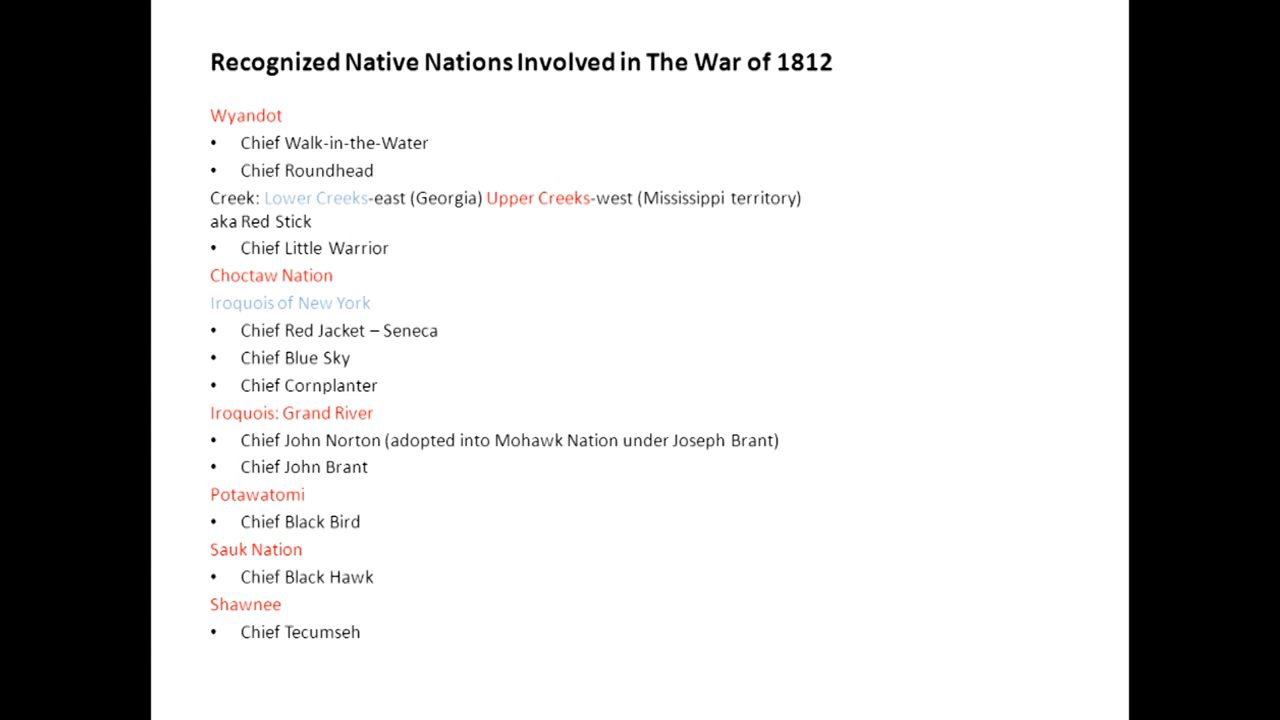 Recognized Native Nations Involved in The War of 1812
Wyandot
• Chief Walk-in-the-Water
• Chief Roundhead
Creek: Lower Creeks-east (Georgia) Upper Creeks-west (Mississippi territory)
aka Red Stick
• Chief Little Warrior
Choctaw Nation
Iroquois of New York
• Chief Red Jacket – Seneca
• Chief Blue Sky
• Chief Cornplanter
Iroquois: Grand River
• Chief John Norton (adopted into Mohawk Nation under Joseph Brant)
• Chief John Brant
Potawatomi
• Chief Black Bird
Sauk Nation
• Chief Black Hawk
Shawnee
• Chief Tecumseh